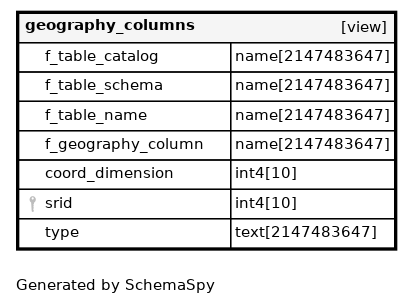 geography_columns [view]
f_table_catalog name[2147483647]
f_table_schema name[2147483647]
f_table_name name[2147483647]
f_geography_column name[2147483647]
coord_dimension int4[10]
srid int4[10]
type text[2147483647]
Generated by SchemaSpy